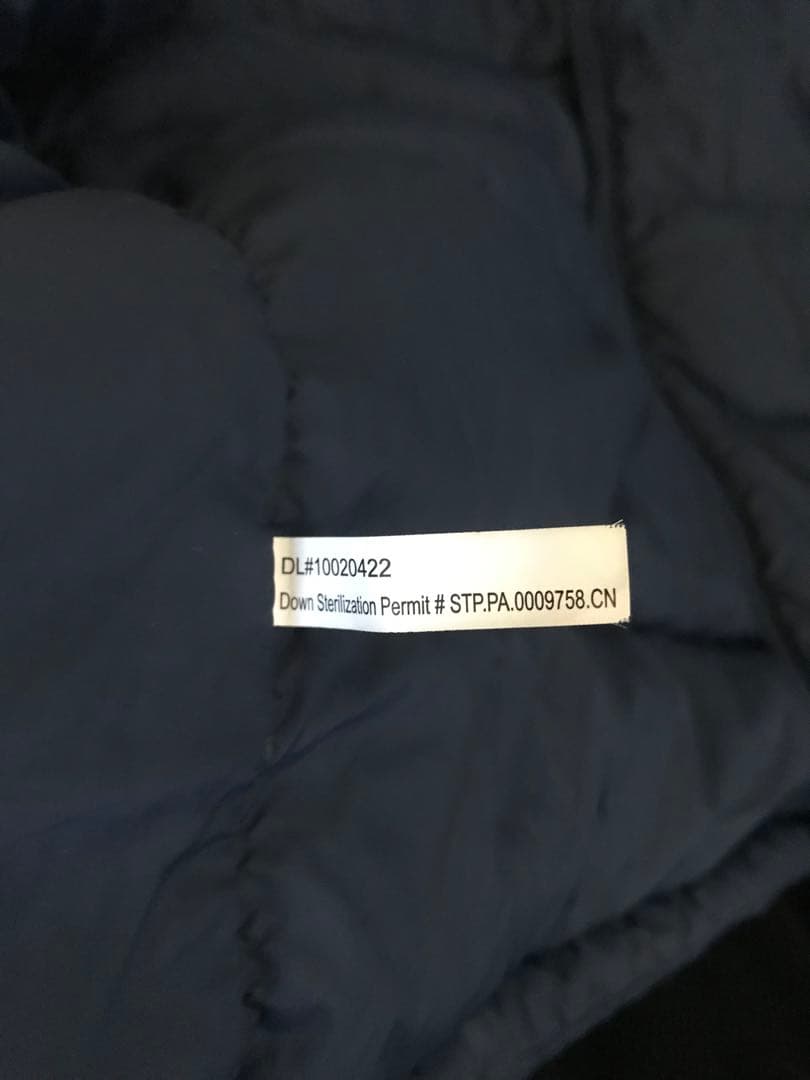 DL#10020422
Down Sterilization Permit # STP.PA.0009758.CN